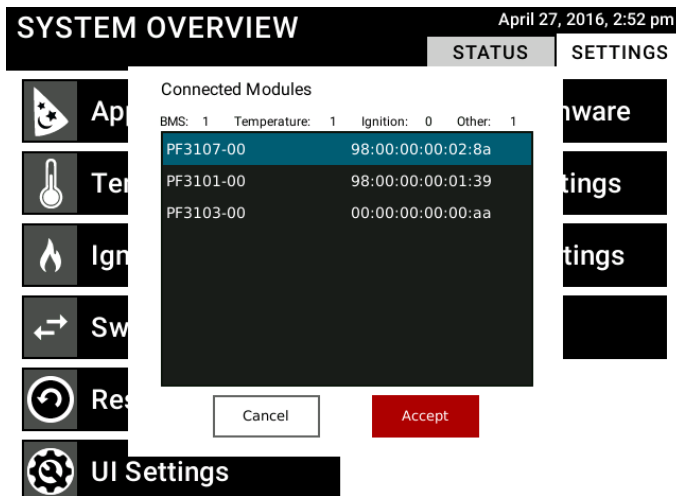 SYSTEM OVERVIEW
April 27, 2016, 2:52 pm
STATUS
SETTINGS
Connected Modules
BMS: 1 Temperature: 1 Ignition: 0 Other: 1
PF3107-00 98:00:00:00:02:8a
PF3101-00 98:00:00:00:01:39
PF3103-00 00:00:00:00:00:aa
Cancel
Accept
Ap
Ter
tings
Ign
tings
Sw
Res
UI Settings